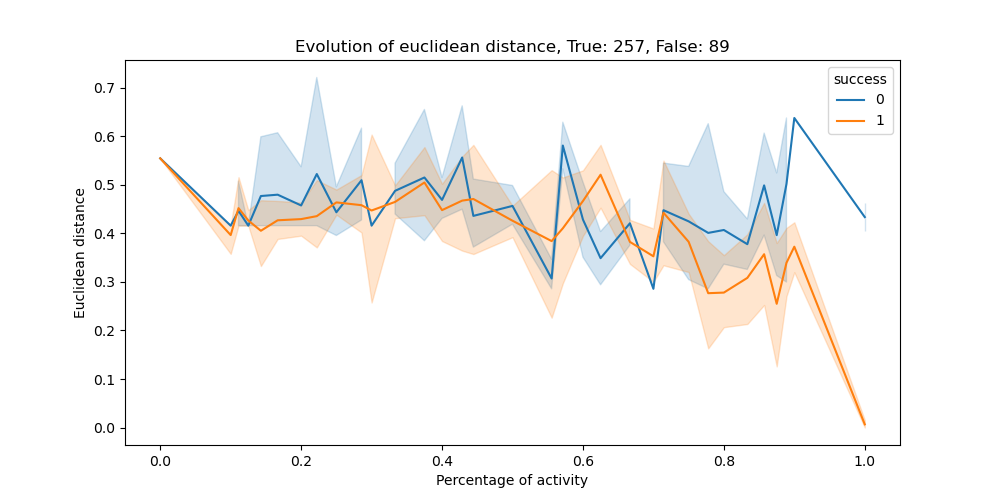 Evolution of euclidean distance, True: 257, False: 89
success
0
1
Euclidean distance
0.7
0.6
0.5
0.4
0.3
0.2
0.1
0.0
0.0 0.2 0.4 0.6 0.8 1.0
Percentage of activity